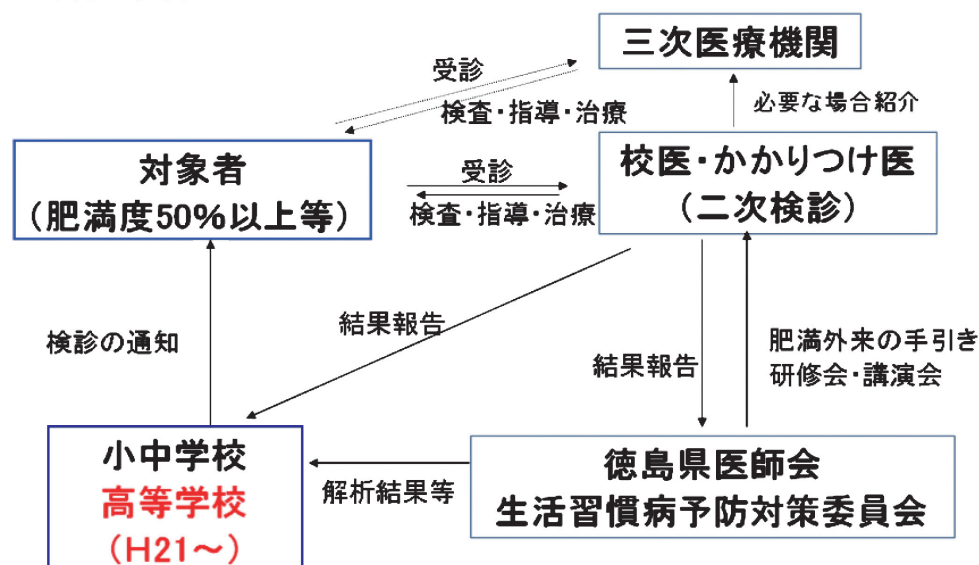 三次医療機関
受診
検査・指導・治療
必要な場合紹介
対象者
（肥満度50%以上等）
受診
検査・指導・治療
校医・かかりつけ医
（二次検診）
検診の通知
結果報告
結果報告
肥満外来の手引き
研修会・講演会
小中学校
高等学校
（H21～）
解析結果等
徳島県医師会
生活習慣病予防対策委員会